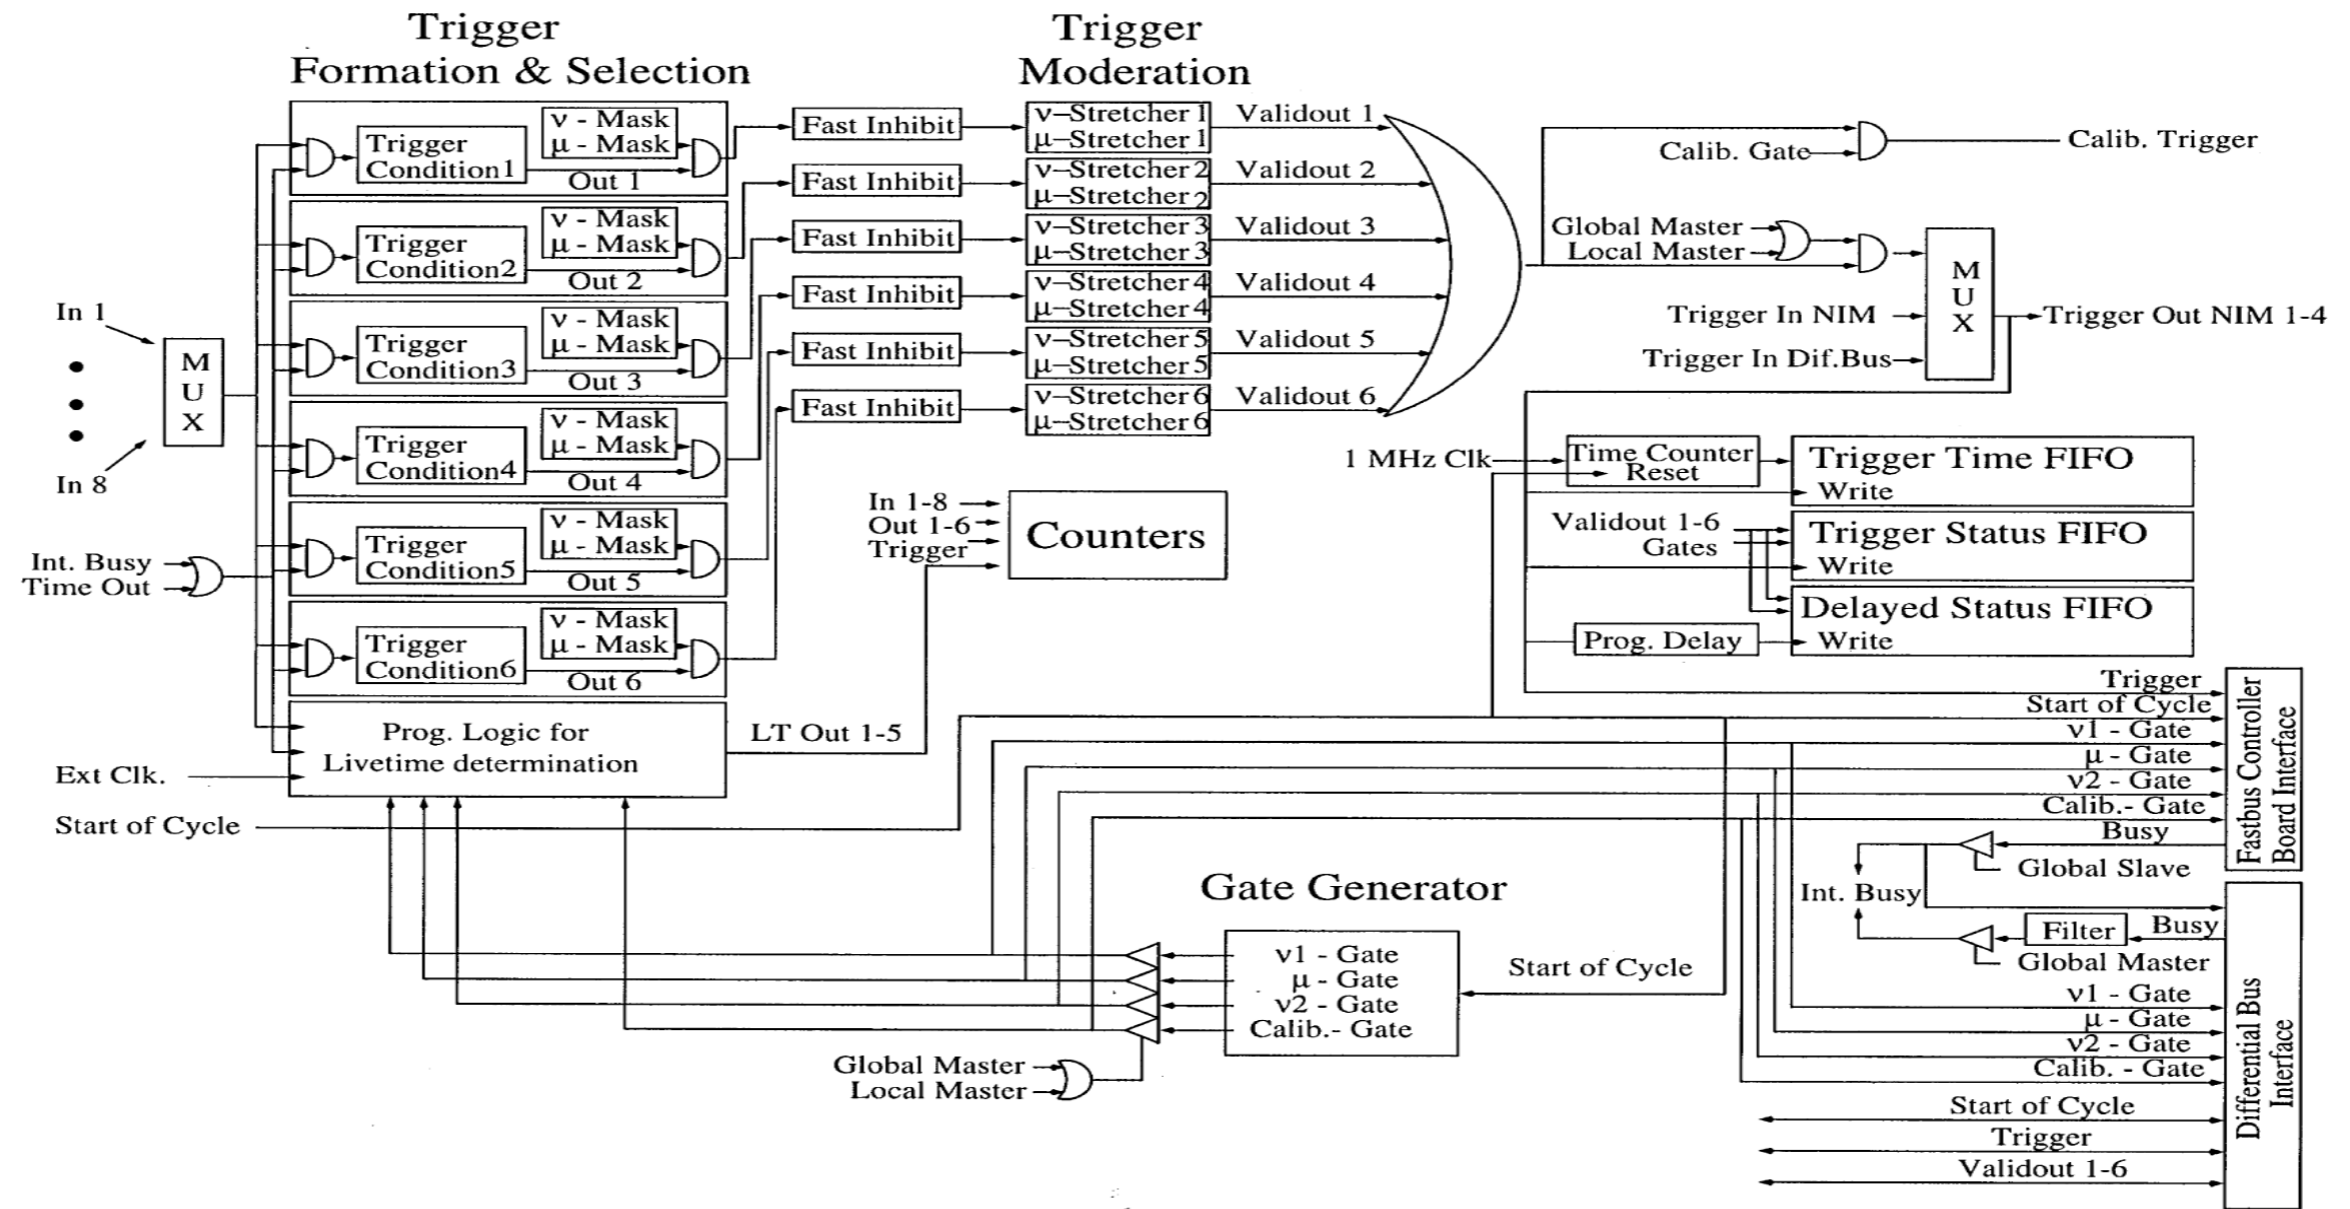 Trigger
Formation & Selection
Trigger
Moderation
ν - Mask
μ - Mask
Trigger
Condition1
Out 1
ν - Mask
μ - Mask
Trigger
Condition2
Out 2
ν - Mask
μ - Mask
Trigger
Condition3
Out 3
ν - Mask
μ - Mask
Trigger
Condition4
Out 4
ν - Mask
μ - Mask
Trigger
Condition5
Out 5
ν - Mask
μ - Mask
Trigger
Condition6
Out 6
In 1
In 8
M
U
X
Int. Busy
Time Out
Prog. Logic for
Livetime determination
Ext Clk.
Start of Cycle
LT Out 1-5
Fast Inhibit
Fast Inhibit
Fast Inhibit
Fast Inhibit
Fast Inhibit
Fast Inhibit
ν–Stretcher 1
μ–Stretcher 1
ν–Stretcher 2
μ–Stretcher 2
ν–Stretcher 3
μ–Stretcher 3
ν–Stretcher 4
μ–Stretcher 4
ν–Stretcher 5
μ–Stretcher 5
ν–Stretcher 6
μ–Stretcher 6
Validout 1
Validout 2
Validout 3
Validout 4
Validout 5
Validout 6
In 1-8
Out 1-6
Trigger
Counters
Calib. Gate
Calib. Trigger
Global Master
Local Master
Trigger In NIM
Trigger In Dif.Bus
M
U
X
Trigger Out NIM 1-4
1 MHz Clk
Time Counter
Reset
Trigger Time FIFO
Write
Validout 1-6
Gates
Trigger Status FIFO
Write
Delayed Status FIFO
Prog. Delay
Write
Trigger
Start of Cycle
ν1 - Gate
μ - Gate
ν2 - Gate
Calib.- Gate
Busy
Global Slave
Int. Busy
Filter
Busy
Global Master
ν1 - Gate
μ - Gate
ν2 - Gate
Calib. - Gate
Start of Cycle
Trigger
Validout 1-6
Fastbus Controller
Board Interface
Differential Bus
Interface
Gate Generator
ν1 - Gate
μ - Gate
ν2 - Gate
Calib.- Gate
Start of Cycle
Global Master
Local Master